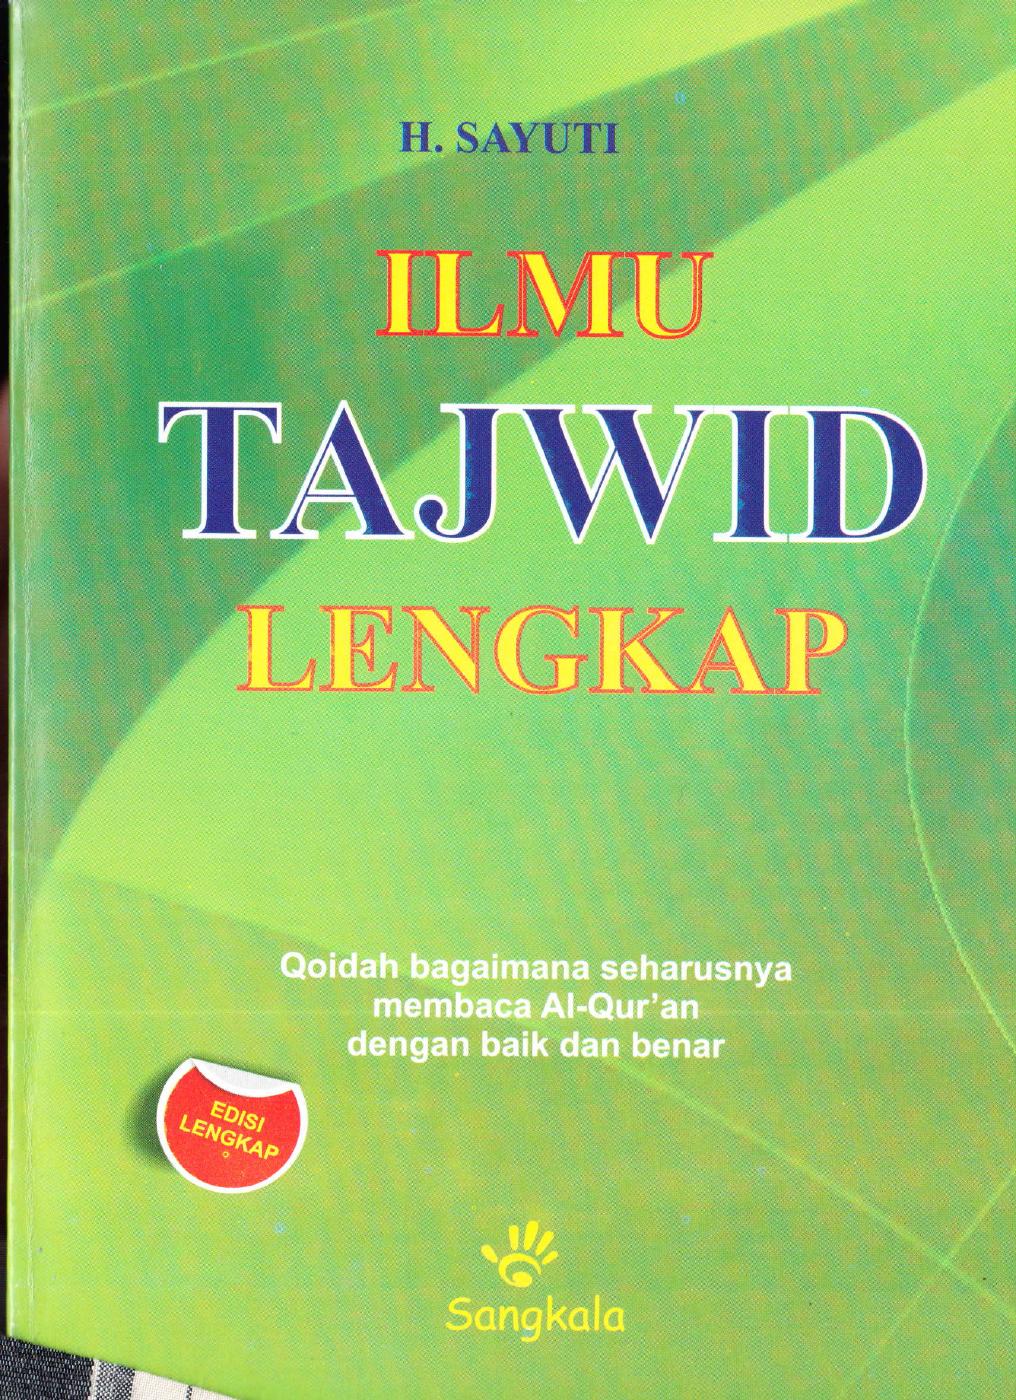 H. SAYUTI
ILMU
TAJWID
LENGKAP
Qoidah bagaimana seharusnya
membaca Al-Qur'an
dengan baik dan benar
EDISI
LENGKAP
Sangkala